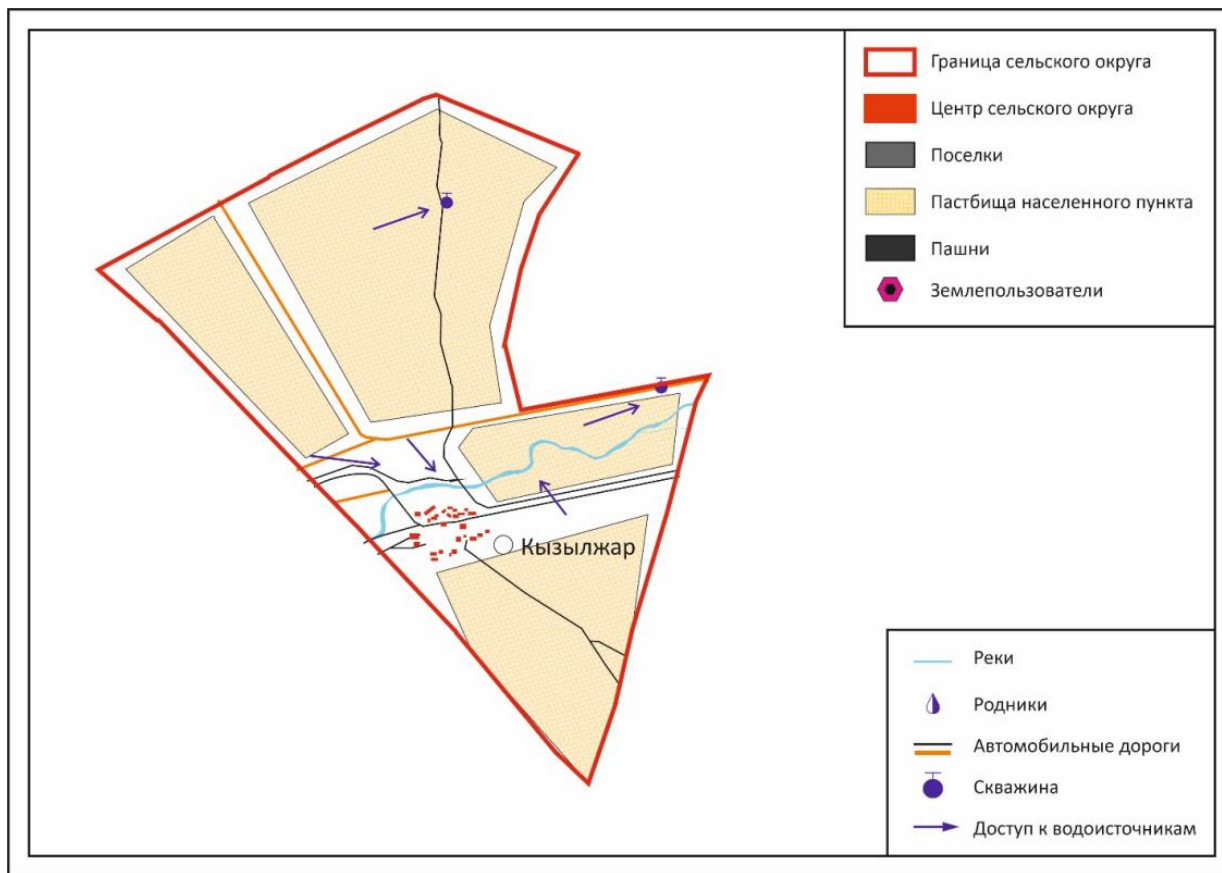 Граница сельского округа
Центр сельского округа
Поселки
Пастбища населенного пункта
Пашни
Землепользователи
Кызылжар
Реки
Родники
Автомобильные дороги
Скважина
Доступ к водоисточникам